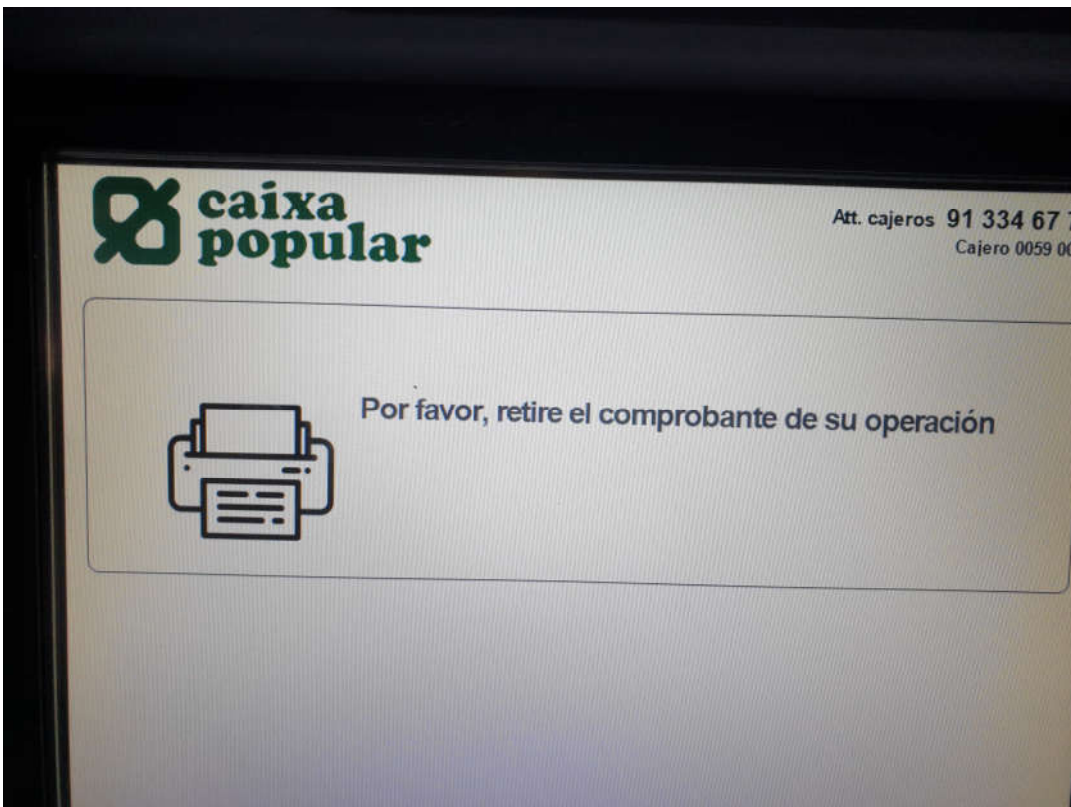 caixa
popular
Att. cajeros 91 334 67
Cajero 0059
Por favor, retire el comprobante de su operación